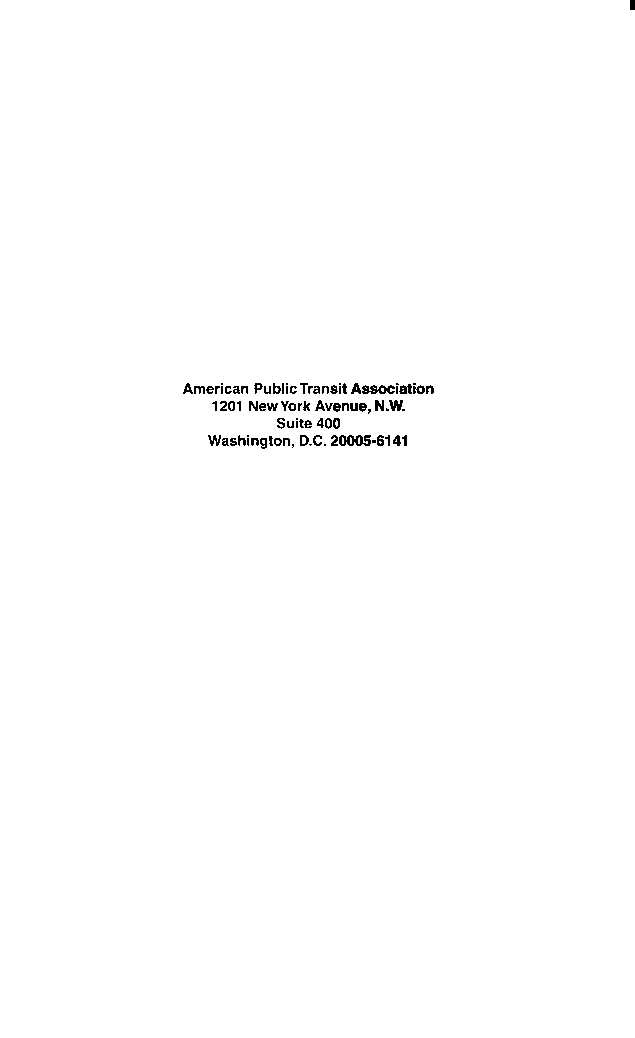 American Public Transit Association
1201 New York Avenue, N.W.
Suite 400
Washington, D.C. 20005-6141